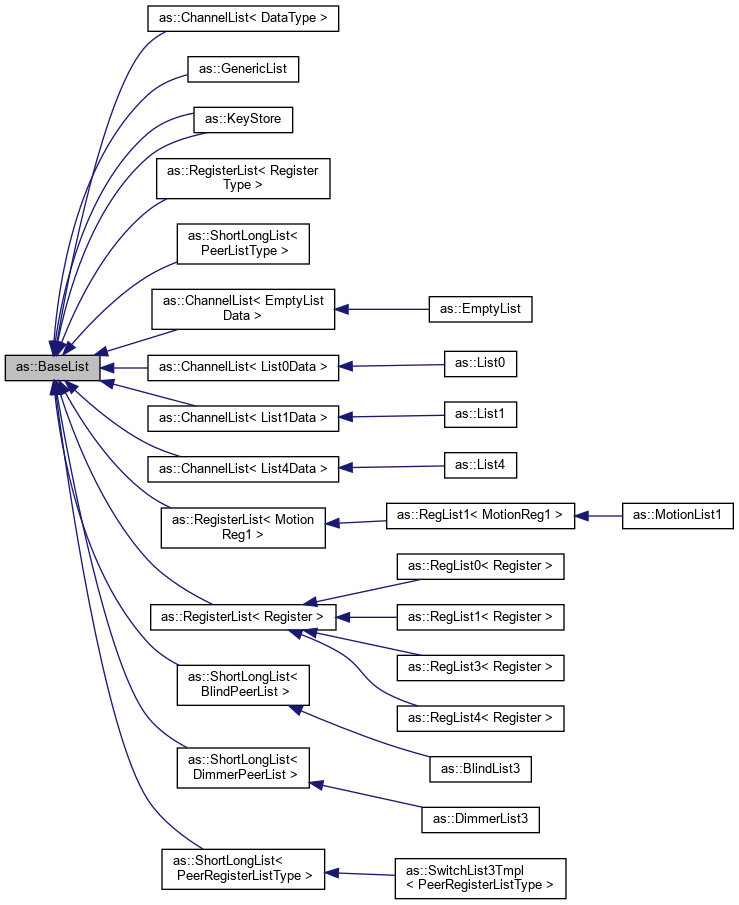 as::ChannelList< DataType >
as::GenericList
as::KeyStore
as::RegisterList< Register
Type >
as::ShortLongList<
PeerListType >
as::ChannelList< EmptyList
Data >
as::EmptyList
as::BaseList
as::ChannelList< List0Data >
as::List0
as::ChannelList< List1Data >
as::List1
as::ChannelList< List4Data >
as::List4
as::RegisterList< Motion
Reg1 >
as::RegList1< MotionReg1 >
as::MotionList1
as::RegList0< Register >
as::RegisterList< Register >
as::RegList1< Register >
as::RegList3< Register >
as::RegList4< Register >
as::ShortLongList<
BlindPeerList >
as::BlindList3
as::ShortLongList<
DimmerPeerList >
as::DimmerList3
as::ShortLongList<
PeerRegisterListType >
as::SwitchList3Tmpl
< PeerRegisterListType >